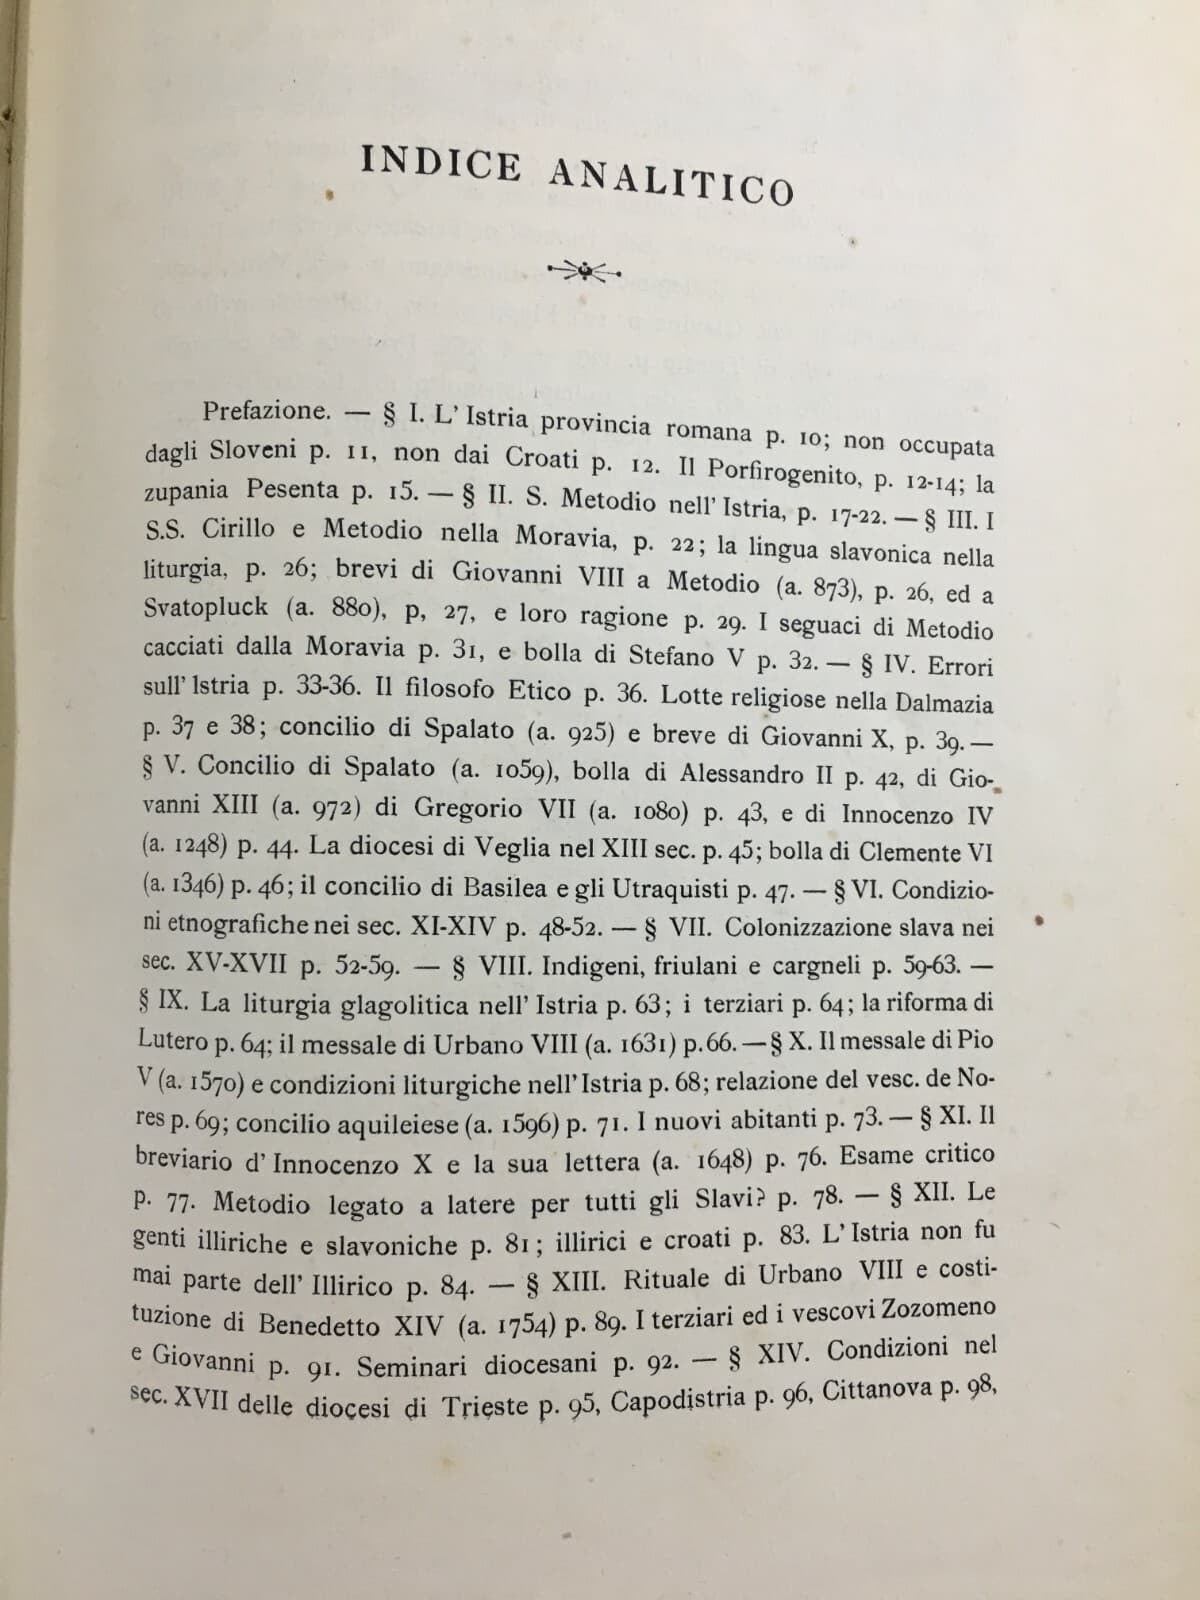 INDICE ANALITICO
Prefazione. — § I. L' Istria provincia romana p. 10; non occupata
dagli Sloveni p. 11, non dai Croati p. 12. Il Porfirogenito, p. 12-14; la
zupania Pesenta p. 15. — § II. S. Metodio nell' Istria, p. 17-22. — § III. I
S.S. Cirillo e Metodio nella Moravia, p. 22; la lingua slavonica nella
liturgia, p. 26; brevi di Giovanni VIII a Metodio (a. 873), p. 26, ed a
Svatopluck (a. 880), p, 27, e loro ragione p. 29. I seguaci di Metodio
cacciati dalla Moravia p. 31, e bolla di Stefano V p. 32. — § IV. Errori
sull' Istria p. 33-36. Il filosofo Etico p. 36. Lotte religiose nella Dalmazia
p. 37 e 38; concilio di Spalato (a. 925) e breve di Giovanni X, p. 39. —
§ V. Concilio di Spalato (a. 1059), bolla di Alessandro II p. 42, di Gio-
vanni XIII (a. 972) di Gregorio VII (a. 1080) p. 43, e di Innocenzo IV
(a. 1248) p. 44. La diocesi di Veglia nel XIII sec. p. 45; bolla di Clemente VI
(a. 1346) p. 46; il concilio di Basilea e gli Utraquisti p. 47. — § VI. Condizio-
ni etnografiche nei sec. XI-XIV p. 48-52. — § VII. Colonizzazione slava nei
sec. XV-XVII p. 52-59. — § VIII. Indigeni, friulani e cargneli p. 59-63. —
§ IX. La liturgia glagolitica nell' Istria p. 63; i terziari p. 64; la riforma di
Lutero p. 64; il messale di Urbano VIII (a. 1631) p. 66. — § X. Il messale di Pio
V (a. 1570) e condizioni liturgiche nell' Istria p. 68; relazione del vesc. de No-
res p. 69; concilio aquileiese (a. 1596) p. 71. I nuovi abitanti p. 73. — § XI. Il
breviario d' Innocenzo X e la sua lettera (a. 1648) p. 76. Esame critico
p. 77. Metodio legato a latere per tutti gli Slavi? p. 78. — § XII. Le
genti illiriche e slavoniche p. 81; illirici e croati p. 83. L' Istria non fu
mai parte dell' Illirico p. 84. — § XIII. Rituale di Urbano VIII e costi-
tuzione di Benedetto XIV (a. 1754) p. 89. I terziari ed i vescovi Zozomeno
e Giovanni p. 91. Seminari diocesani p. 92. — § XIV. Condizioni nel
sec. XVII delle diocesi di Trieste p. 95, Capodistria p. 96, Cittanova p. 98,